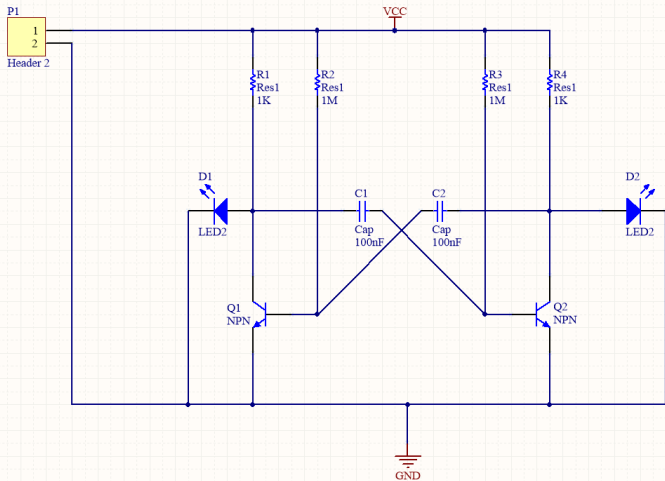 P1
1
2
Header 2
VCC
R1
Res1
1K
R2
Res1
1M
R3
Res1
1M
R4
Res1
1K
D1
LED2
C1
Cap
100nF
C2
Cap
100nF
D2
LED2
Q1
NPN
Q2
NPN
GND